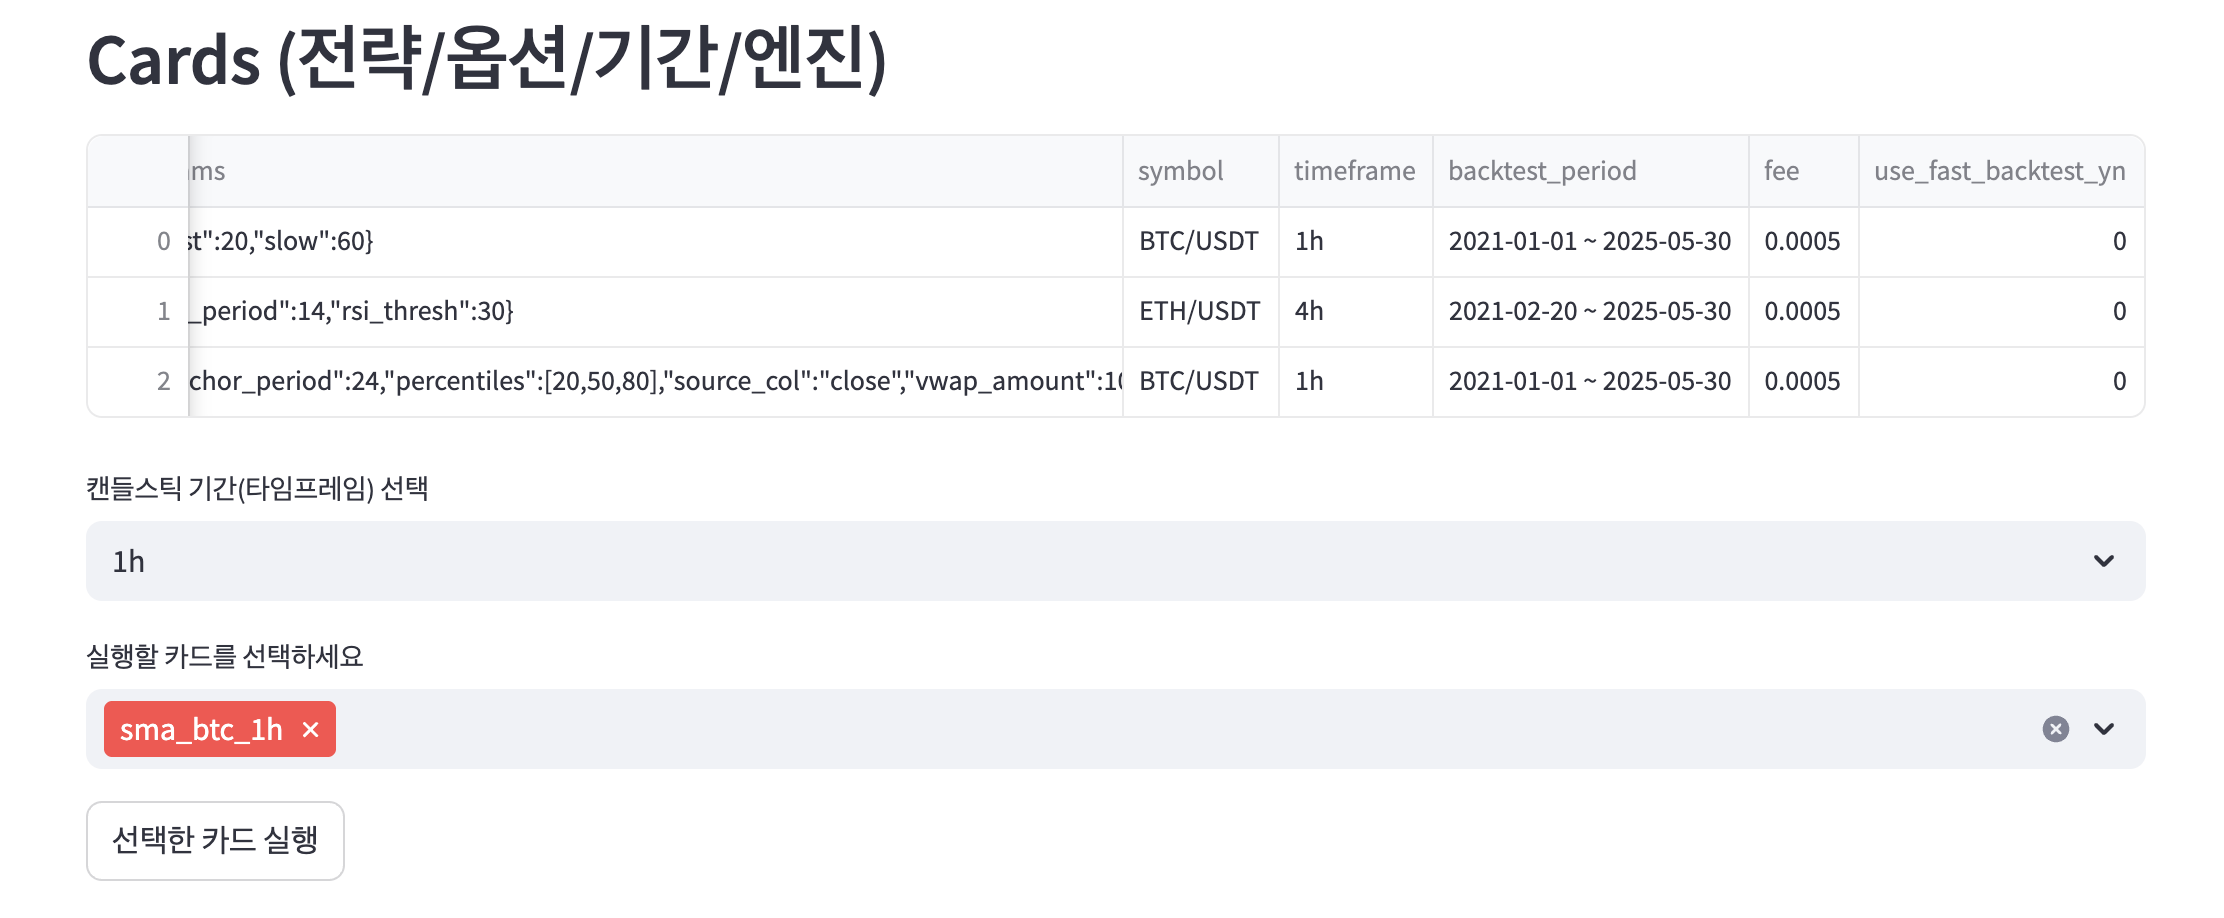 Cards (전략/옵션/기간/엔진)
ms symbol timeframe backtest_period fee use_fast_backtest_yn
0 st":20,"slow":60} BTC/USDT 1h 2021-01-01 ~ 2025-05-30 0.0005 0
1 _period":14,"rsi_thresh":30} ETH/USDT 4h 2021-02-20 ~ 2025-05-30 0.0005 0
2 chor_period":24,"percentiles":[20,50,80],"source_col":"close","vwap_amount":10 BTC/USDT 1h 2021-01-01 ~ 2025-05-30 0.0005 0
캔들스틱 기간(타임프레임) 선택
1h
실행할 카드를 선택하세요
sma_btc_1h
선택한 카드 실행